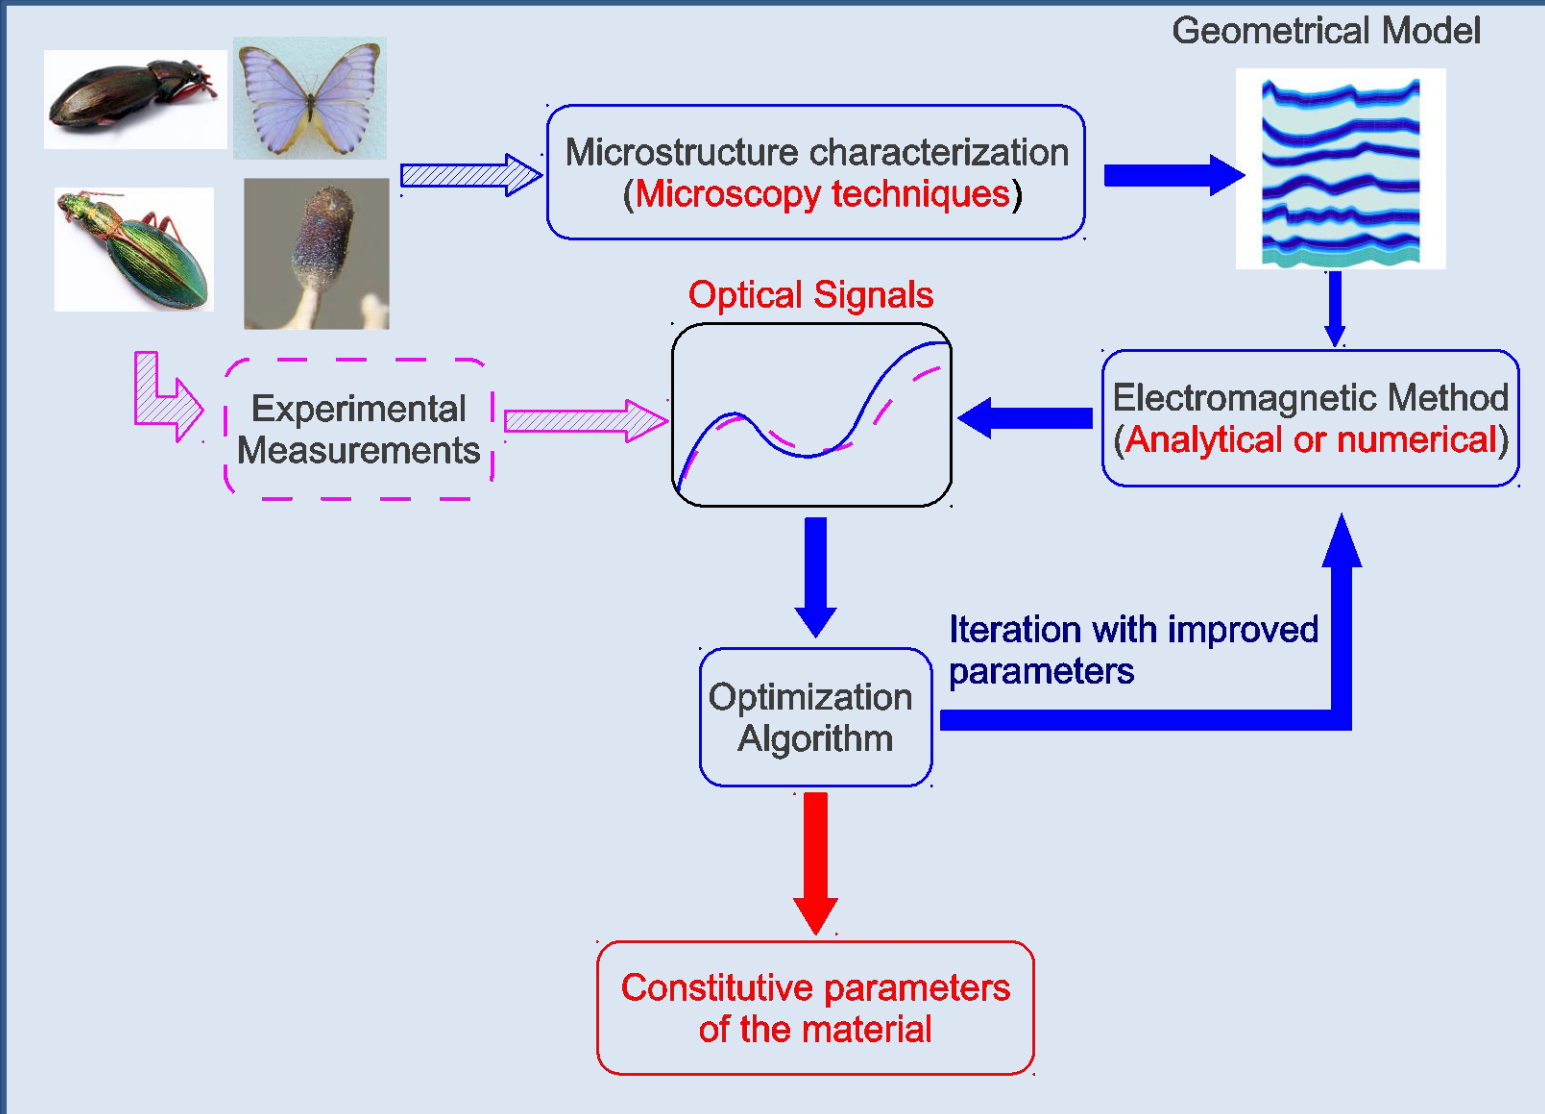 Geometrical Model
Microstructure characterization
(Microscopy techniques)
Optical Signals
Experimental
Measurements
Electromagnetic Method
(Analytical or numerical)
Iteration with improved
parameters
Optimization
Algorithm
Constitutive parameters
of the material